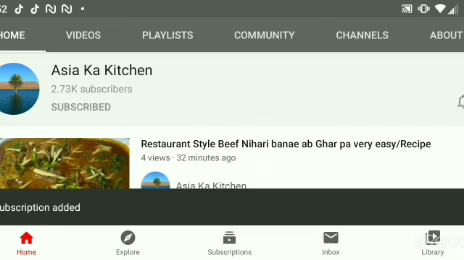 52
HOME VIDEOS PLAYLISTS COMMUNITY CHANNELS ABOUT
Asia Ka Kitchen
2.73K subscribers
SUBSCRIBED
Restaurant Style Beef Nihari banae ab Ghar pa very easy/Recipe
4 views · 32 minutes ago
Asia Ka Kitchen
ubscription added
Home Explore Subscriptions Inbox Library